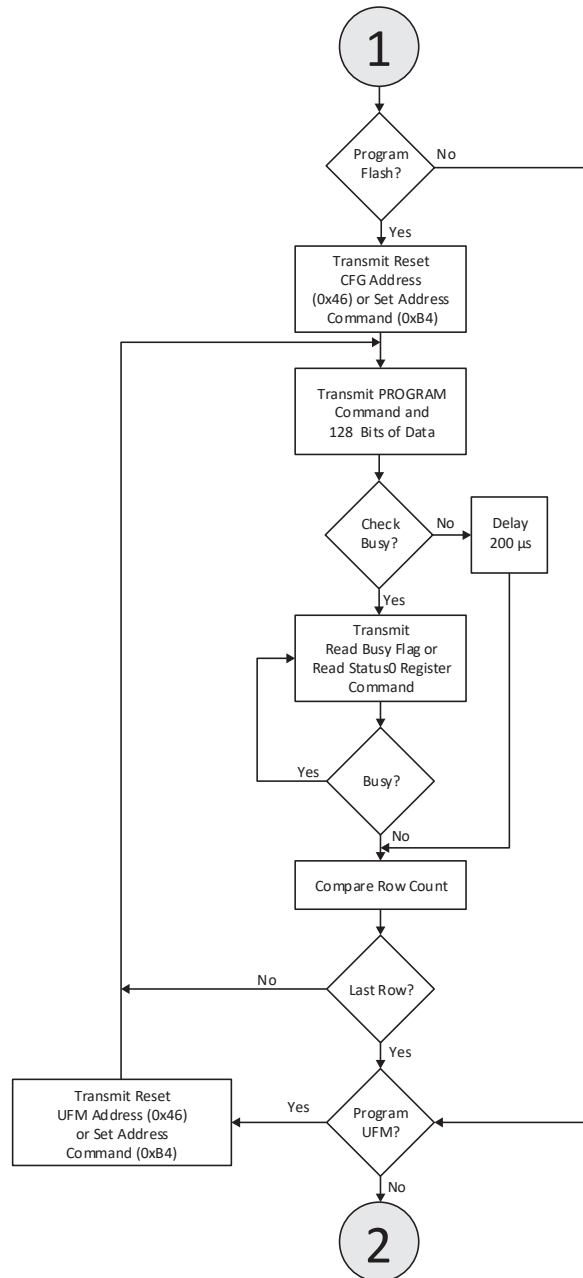 1
Program
Flash?
No
Yes
Transmit Reset
CFG Address
(0x46) or Set Address
Command (0xB4)
Transmit PROGRAM
Command and
128 Bits of Data
Check
Busy?
No
Delay
200 µs
Yes
Transmit
Read Busy Flag or
Read Status0 Register
Command
Yes
Busy?
No
Compare Row Count
No
Last Row?
Yes
Transmit Reset
UFM Address (0x46)
or Set Address
Command (0xB4)
Yes
Program
UFM?
No
2